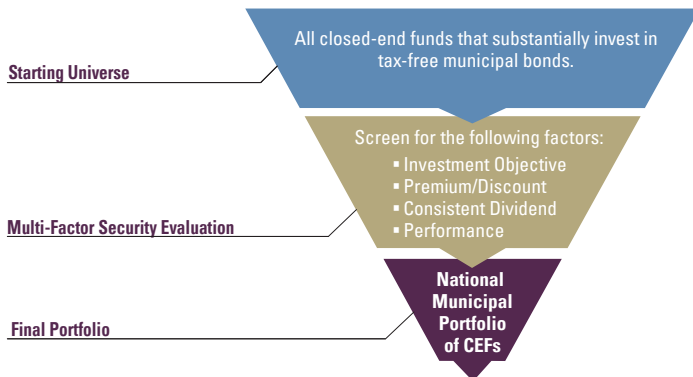 All closed-end funds that substantially invest in
tax-free municipal bonds.
Starting Universe
Screen for the following factors:
▪ Investment Objective
▪ Premium/Discount
▪ Consistent Dividend
▪ Performance
Multi-Factor Security Evaluation
National
Municipal
Portfolio
of CEFs
Final Portfolio